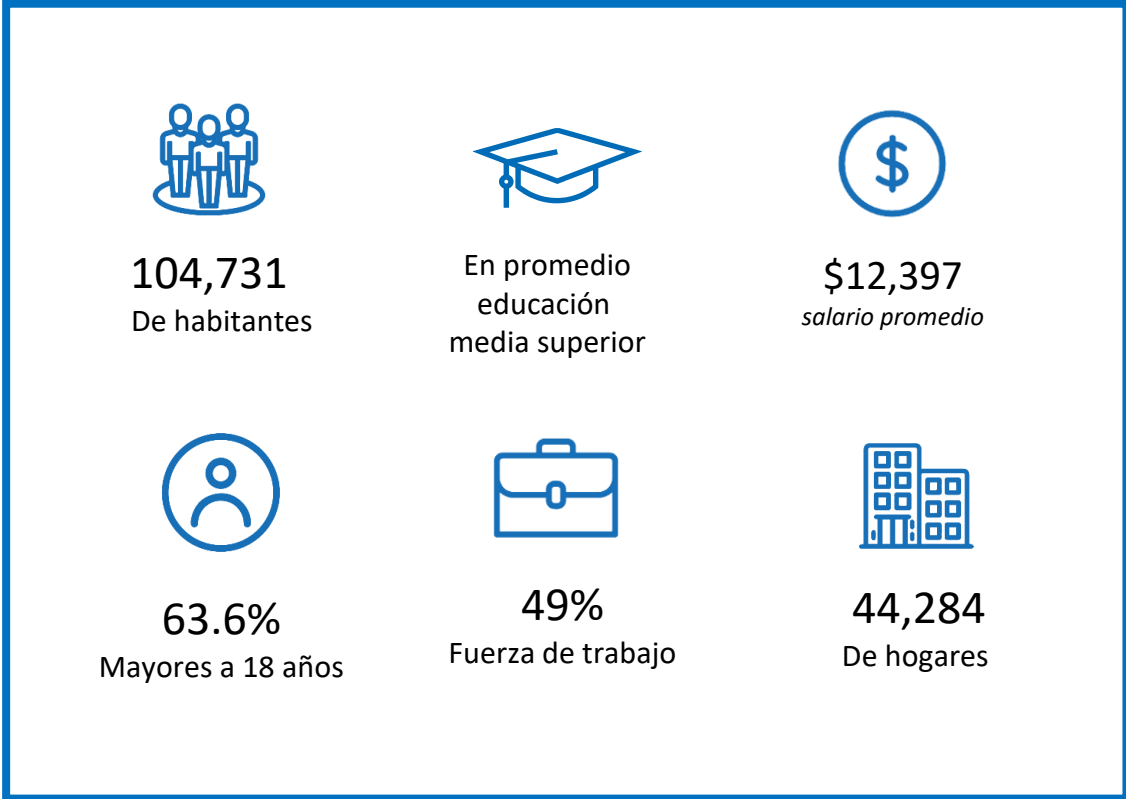 104,731
De habitantes
En promedio
educación
media superior
$12,397
salario promedio
63.6%
Mayores a 18 años
49%
Fuerza de trabajo
44,284
De hogares